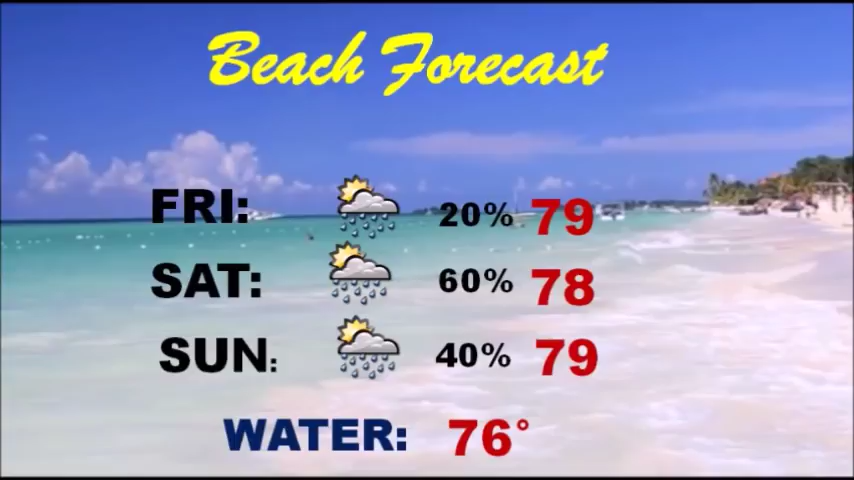 Beach Forecast
FRI: 20% 79
SAT: 60% 78
SUN: 40% 79
WATER: 76°